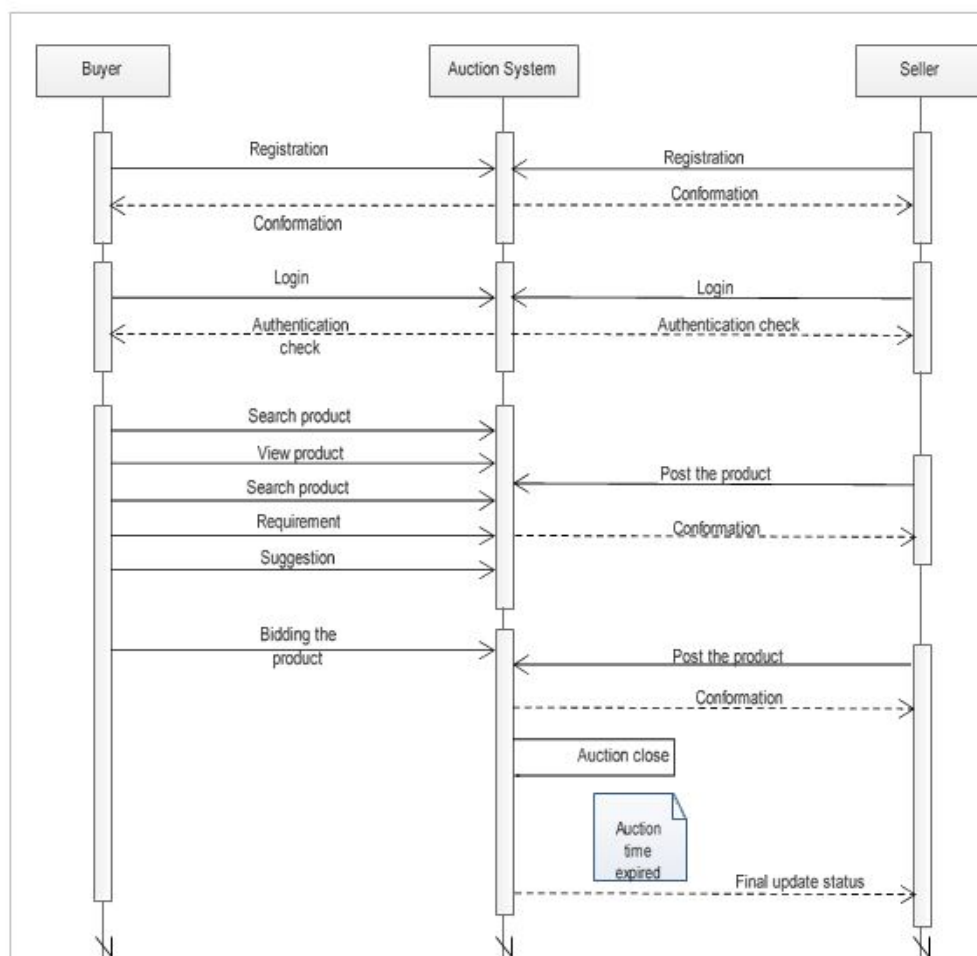 Buyer
Auction System
Seller
Registration
Registration
Conformation
Conformation
Login
Login
Authentication
check
Authentication check
Search product
View product
Post the product
Search product
Requirement
Conformation
Suggestion
Bidding the
product
Post the product
Conformation
Auction close
Auction
time
expired
Final update status